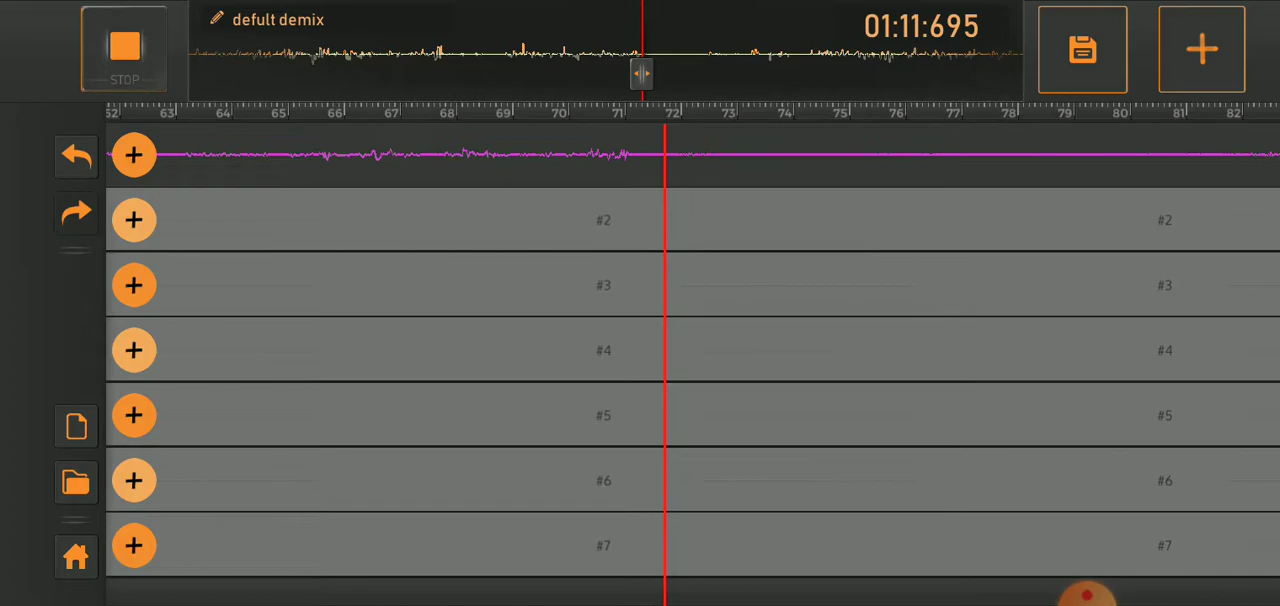 defult demix
01:11:695
STOP
62 63 64 65 66 67 68 69 70 71 72 73 74 75 76 77 78 79 80 81 82
#2 #2
#3 #3
#4 #4
#5 #5
#6 #6
#7 #7